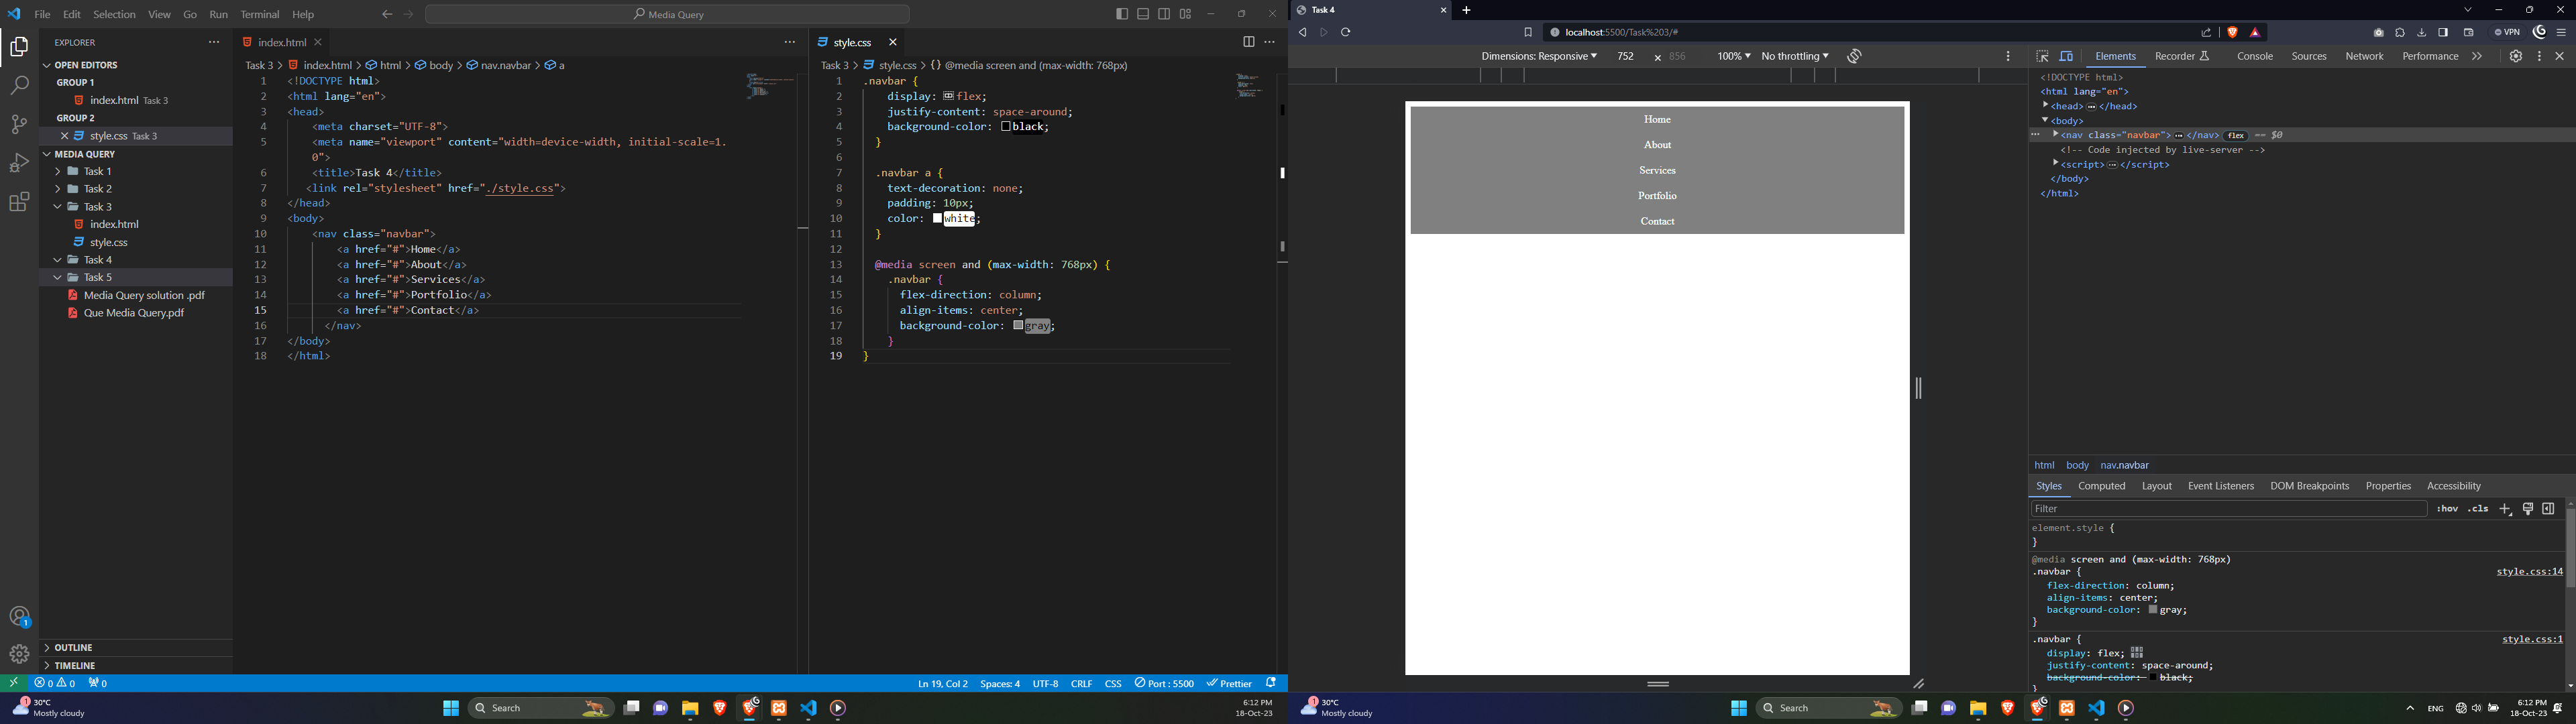 File Edit Selection View Go Run Terminal Help
Media Query
EXPLORER
OPEN EDITORS
GROUP 1
index.html Task 3
GROUP 2
style.css Task 3
MEDIA QUERY
Task 1
Task 2
Task 3
index.html
style.css
Task 4
Task 5
Media Query solution .pdf
Que Media Query.pdf
OUTLINE
TIMELINE
index.html
Task 3 > index.html > html > body > nav.navbar > a
1 <!DOCTYPE html>
2 <html lang="en">
3 <head>
4 <meta charset="UTF-8">
5 <meta name="viewport" content="width=device-width, initial-scale=1.
0">
6 <title>Task 4</title>
7 <link rel="stylesheet" href="./style.css">
8 </head>
9 <body>
10 <nav class="navbar">
11 <a href="#">Home</a>
12 <a href="#">About</a>
13 <a href="#">Services</a>
14 <a href="#">Portfolio</a>
15 <a href="#">Contact</a>
16 </nav>
17 </body>
18 </html>
style.css
Task 3 > style.css > {} @media screen and (max-width: 768px)
1 .navbar {
2 display: flex;
3 justify-content: space-around;
4 background-color: black;
5 }
6
7 .navbar a {
8 text-decoration: none;
9 padding: 10px;
10 color: white;
11 }
12
13 @media screen and (max-width: 768px) {
14 .navbar {
15 flex-direction: column;
16 align-items: center;
17 background-color: gray;
18 }
19 }
0 0 0
Ln 19, Col 2 Spaces: 4 UTF-8 CRLF CSS Port : 5500 Prettier
1
1
30°C
Mostly cloudy
Search
6:12 PM
18-Oct-23
Task 4
localhost:5500/Task%203/#
VPN
Dimensions: Responsive 752 × 856 100% No throttling
Home
About
Services
Portfolio
Contact
Elements Recorder Console Sources Network Performance
<!DOCTYPE html>
<html lang="en">
<head> </head>
<body>
<nav class="navbar"> </nav> flex == $0
<!-- Code injected by live-server -->
<script> </script>
</body>
</html>
html body nav.navbar
Styles Computed Layout Event Listeners DOM Breakpoints Properties Accessibility
Filter :hov .cls
element.style {
}
@media screen and (max-width: 768px)
.navbar { style.css:14
flex-direction: column;
align-items: center;
background-color: gray;
}
.navbar { style.css:1
display: flex;
justify-content: space-around;
background-color: black;
}
1
30°C
Mostly cloudy
Search
ENG
6:12 PM
18-Oct-23